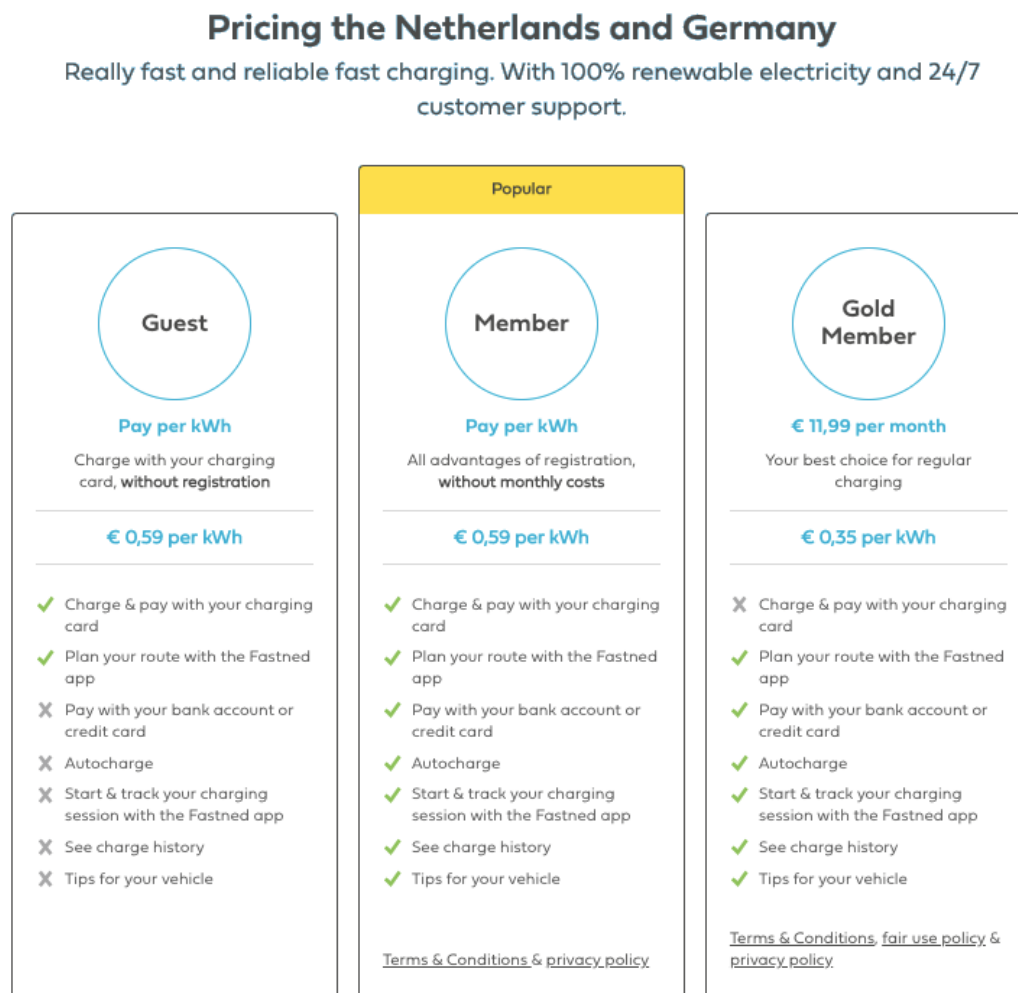 Pricing the Netherlands and Germany
Really fast and reliable fast charging. With 100% renewable electricity and 24/7
customer support.
Guest
Pay per kWh
Charge with your charging
card, without registration
€ 0,59 per kWh
Charge & pay with your charging
card
Plan your route with the Fastned
app
Pay with your bank account or
credit card
Autocharge
Start & track your charging
session with the Fastned app
See charge history
Tips for your vehicle
Popular
Member
Pay per kWh
All advantages of registration,
without monthly costs
€ 0,59 per kWh
Charge & pay with your charging
card
Plan your route with the Fastned
app
Pay with your bank account or
credit card
Autocharge
Start & track your charging
session with the Fastned app
See charge history
Tips for your vehicle
Terms & Conditions & privacy policy
Gold
Member
€ 11,99 per month
Your best choice for regular
charging
€ 0,35 per kWh
Charge & pay with your charging
card
Plan your route with the Fastned
app
Pay with your bank account or
credit card
Autocharge
Start & track your charging
session with the Fastned app
See charge history
Tips for your vehicle
Terms & Conditions, fair use policy &
privacy policy